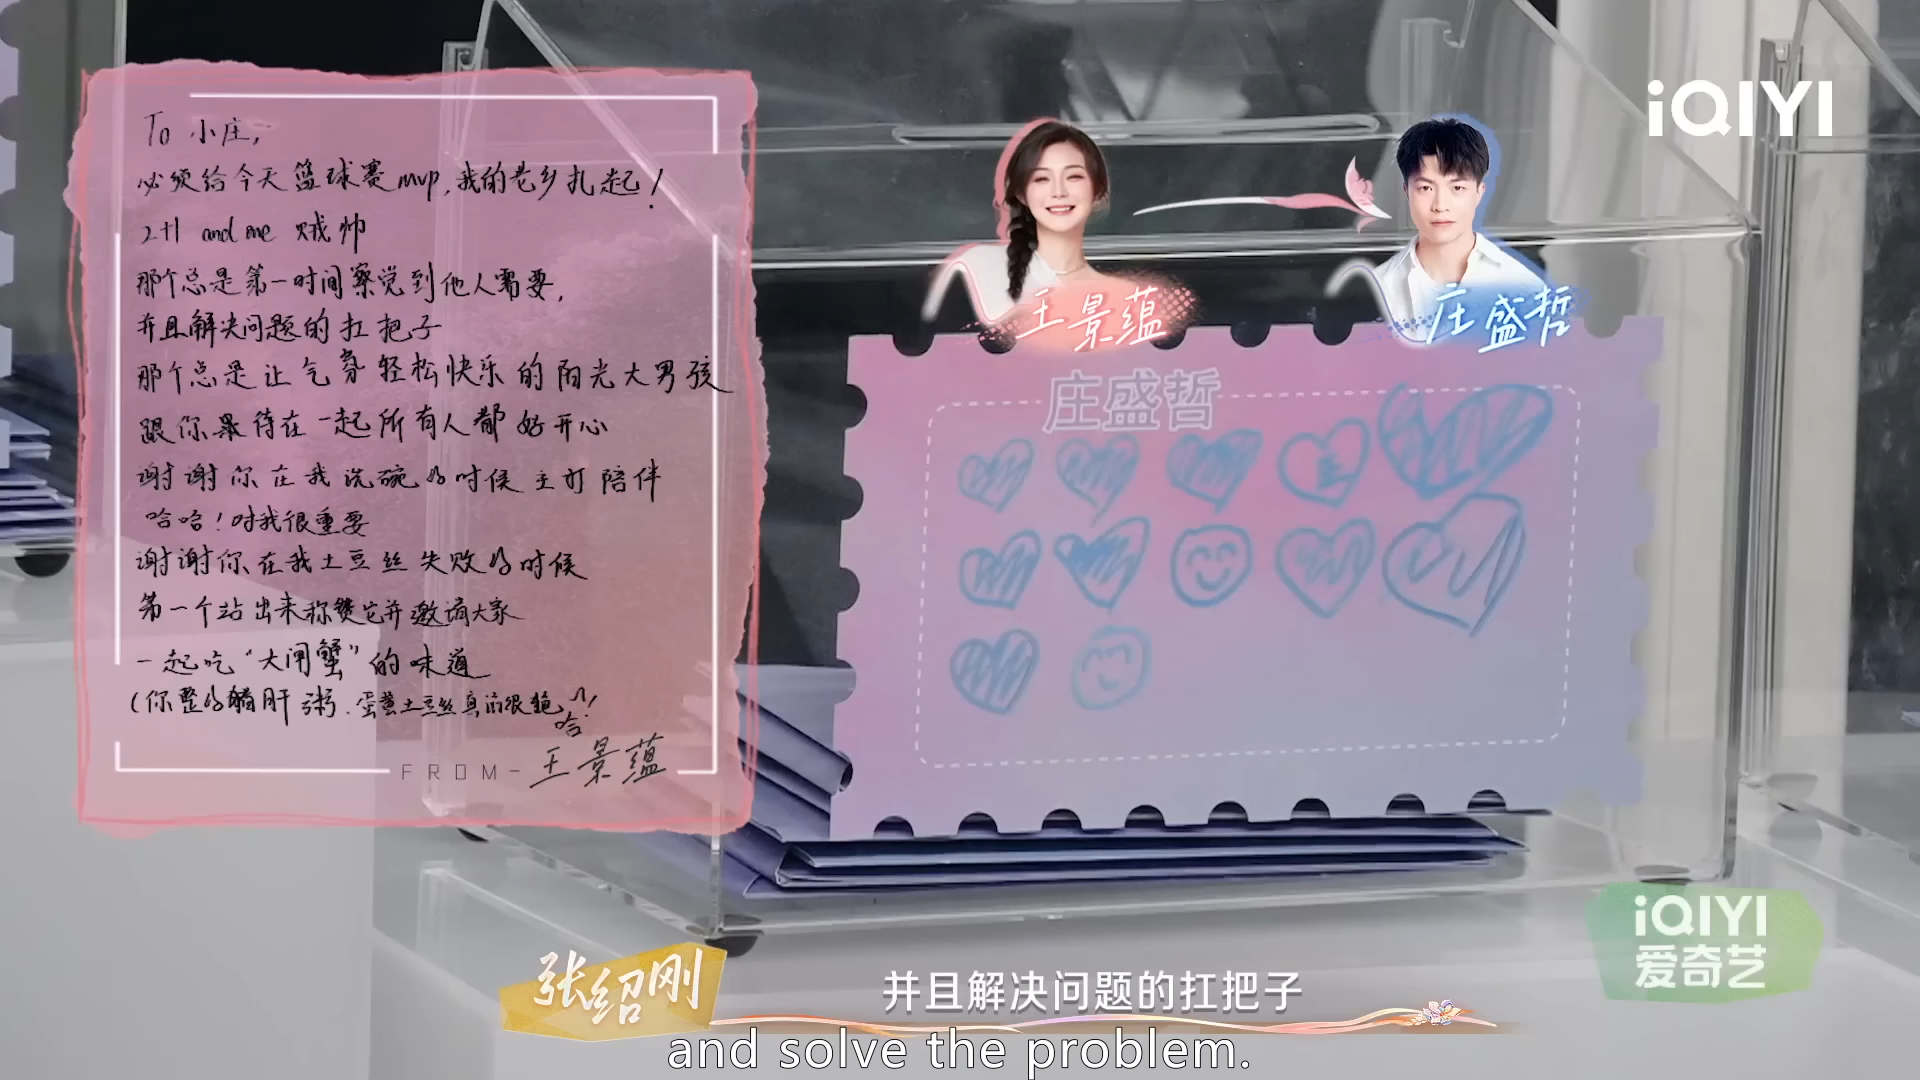 To 小庄,
必须给今天篮球赛mvp,我的老乡扎起!
2+1 and one 贼帅
那个总是第一时间察觉到他人需要,
并且解决问题的扛把子
那个总是让气氛轻松快乐的阳光大男孩
跟你呆待在一起所有人都好开心
谢谢你在我洗碗的时候主打陪伴
哈哈!对我很重要
谢谢你在我土豆丝失败的时候
第一个站出来称赞它并邀请大家
一起吃“大闸蟹”的味道
(你整的猪肝粥、蛋黄土豆丝真的很绝
哈!
FROM-王景蕴
iQIYI
王景蕴
庄盛哲
庄盛哲
iQIYI
爱奇艺
张绍刚
并且解决问题的扛把子
and solve the problem.